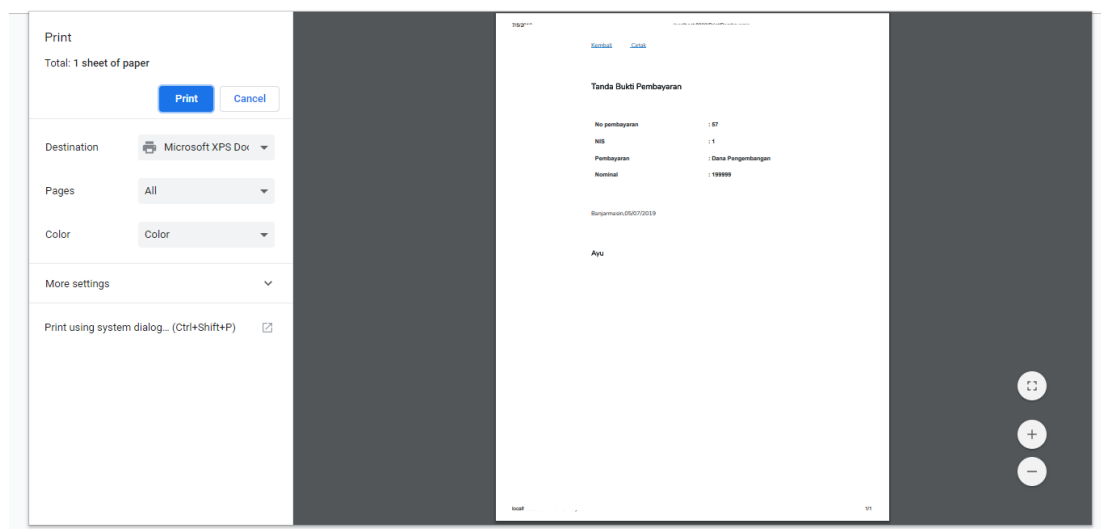 Print
Total: 1 sheet of paper
Print Cancel
Destination Microsoft XPS Do
Pages All
Color Color
More settings
Print using system dialog... (Ctrl+Shift+P)
Kembali Cetak
Tanda Bukti Pembayaran
No pembayaran : 67
NIS : 1
Pembayaran : Dana Pengembangan
Nominal : 199999
Banjarmasin,05/07/2019
Ayu
1/1